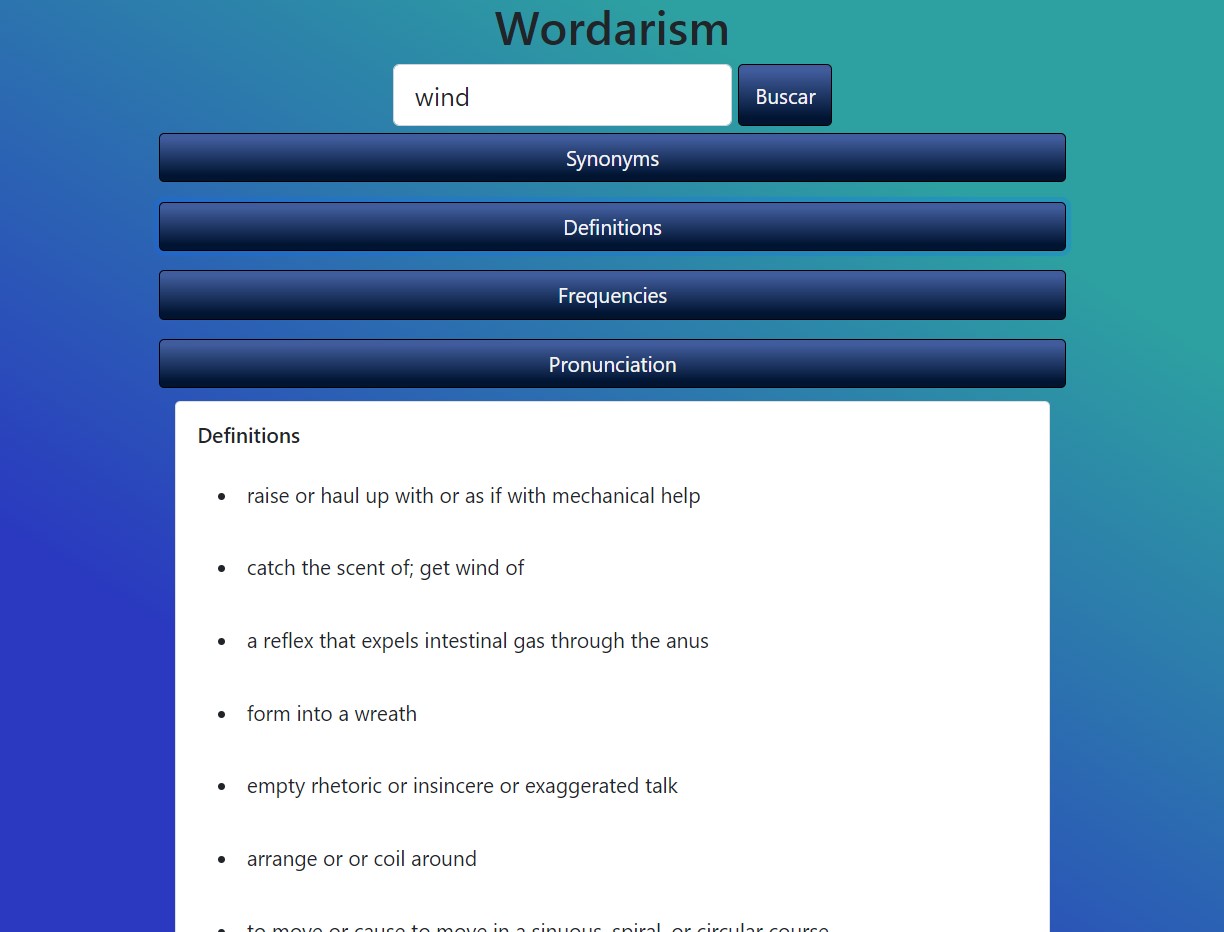 Wordarism
wind
Buscar
Synonyms
Definitions
Frequencies
Pronunciation
Definitions
raise or haul up with or as if with mechanical help
catch the scent of; get wind of
a reflex that expels intestinal gas through the anus
form into a wreath
empty rhetoric or insincere or exaggerated talk
arrange or or coil around
to move or cause to move in a sinuous, spiral, or circular course